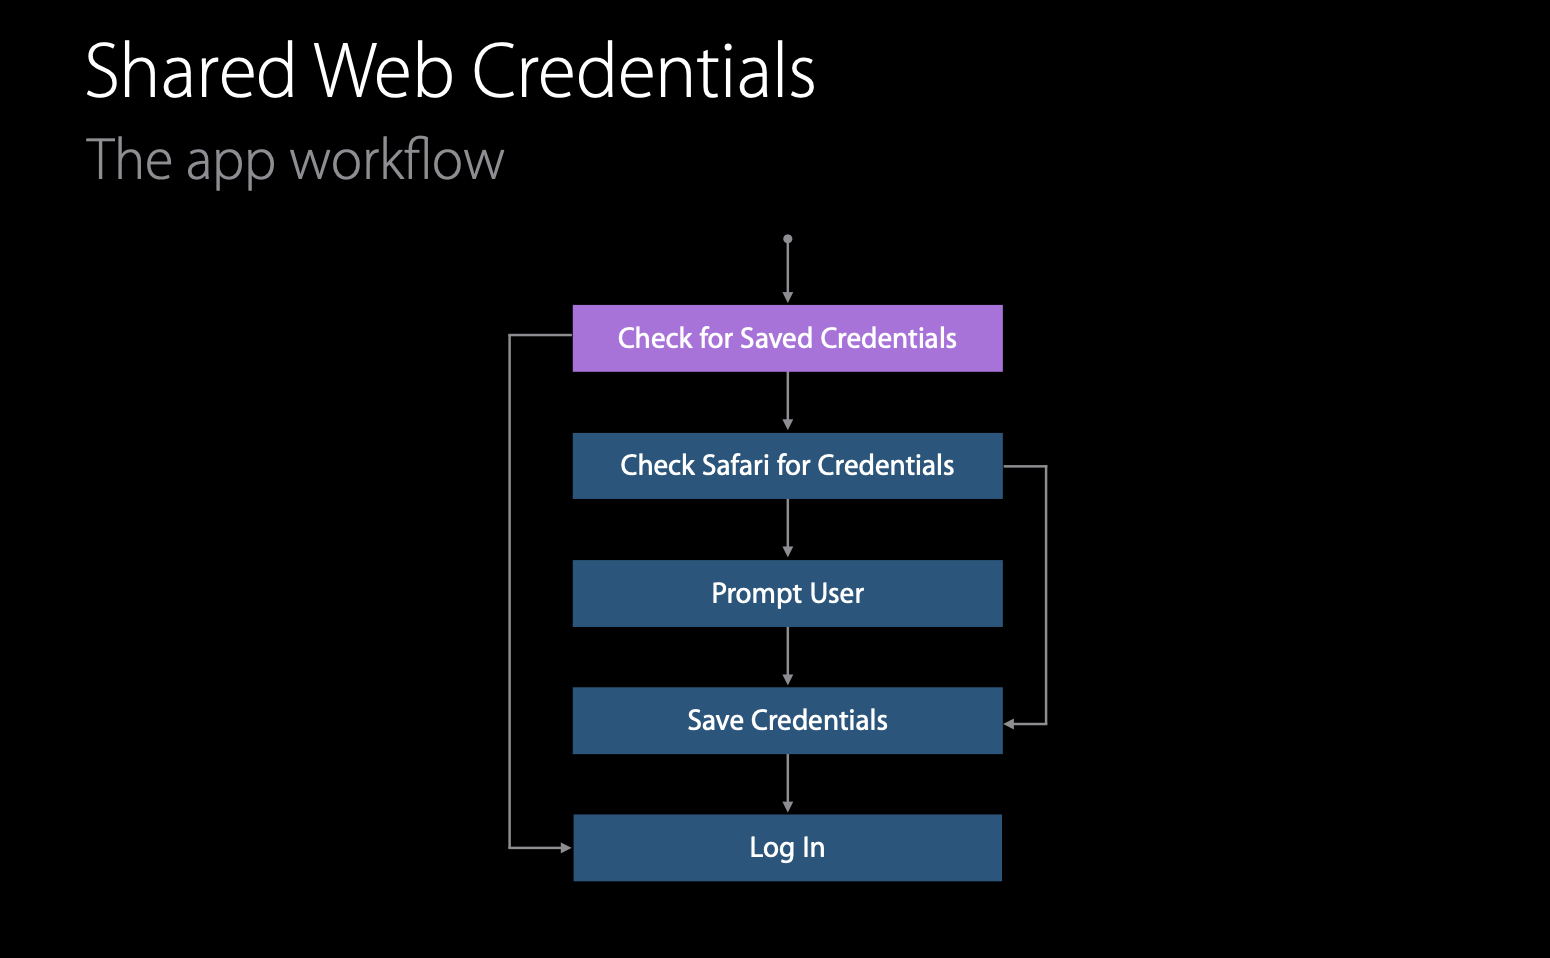 Shared Web Credentials
The app workflow
Check for Saved Credentials
Check Safari for Credentials
Prompt User
Save Credentials
Log In